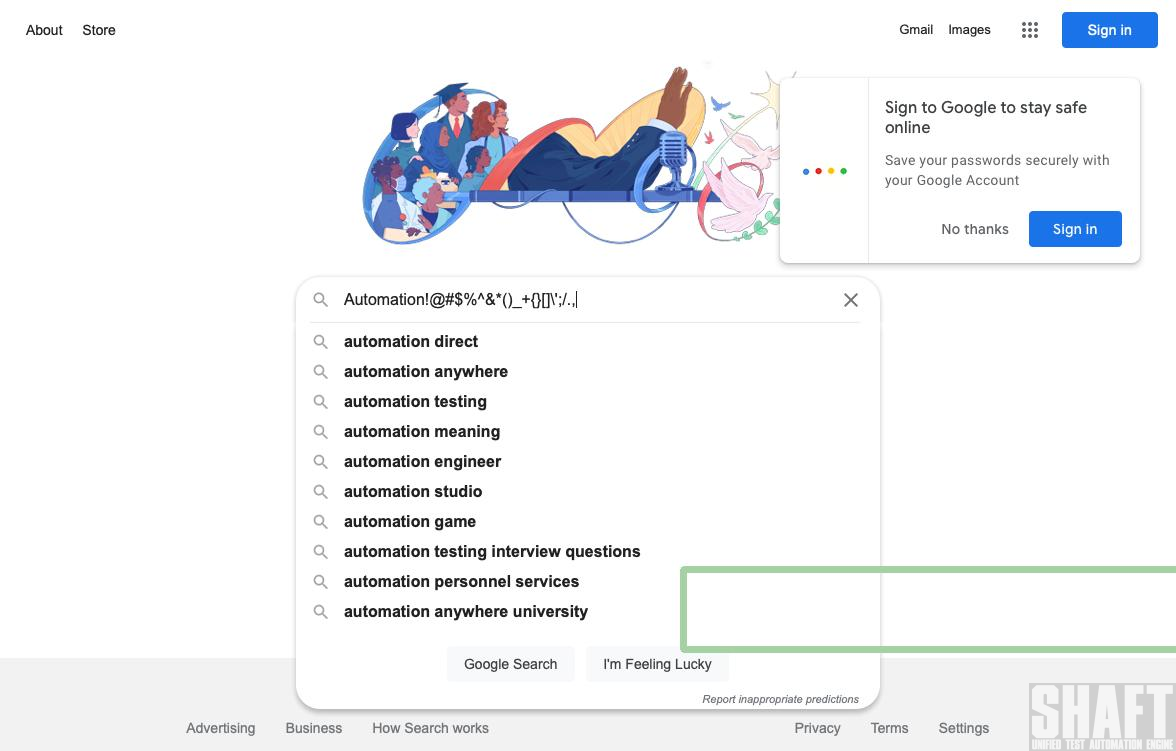 About Store
Gmail Images
Sign in
Sign to Google to stay safe
online
Save your passwords securely with
your Google Account
No thanks
Sign in
Automation!@#$%^&*()_+{}[]\';/.,
automation direct
automation anywhere
automation testing
automation meaning
automation engineer
automation studio
automation game
automation testing interview questions
automation personnel services
automation anywhere university
Google Search
I'm Feeling Lucky
Report inappropriate predictions
Advertising Business How Search works
Privacy Terms Settings
SHAFT
UNIFIED TEST AUTOMATION ENGINE